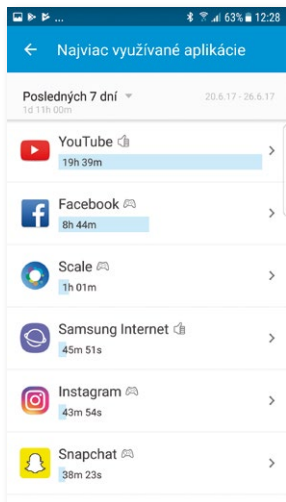 63% 12:28
Najviac využívané aplikácie
Posledných 7 dní 20.6.17 - 26.6.17
1d 11h 00m
YouTube
19h 39m
Facebook
8h 44m
Scale
1h 01m
Samsung Internet
45m 51s
Instagram
43m 54s
Snapchat
38m 23s